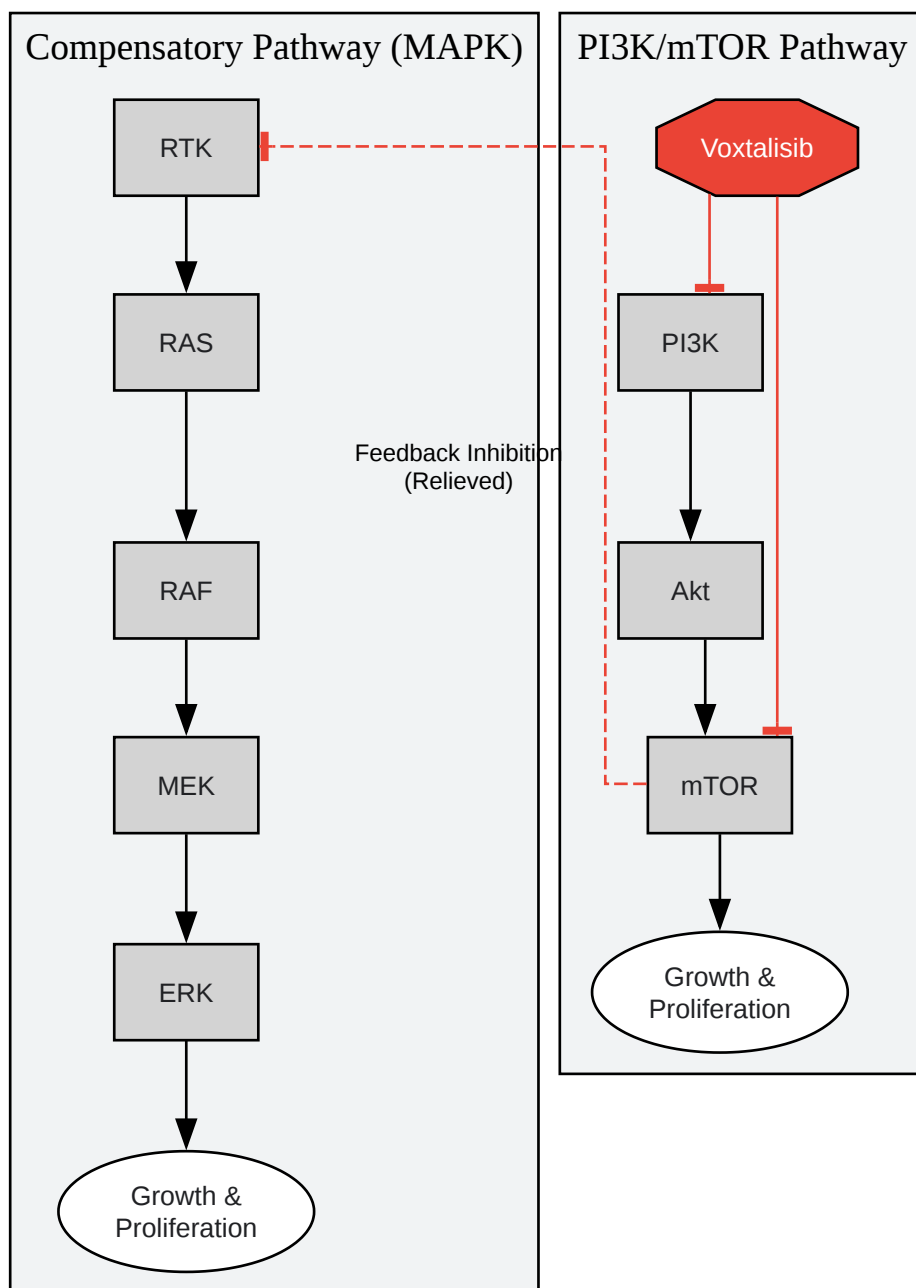 Compensatory Pathway (MAPK)
RTK
RAS
Feedback Inhibition
(Relieved)
RAF
MEK
ERK
Growth &
Proliferation
PI3K/mTOR Pathway
Voxtalisib
PI3K
Akt
mTOR
Growth &
Proliferation